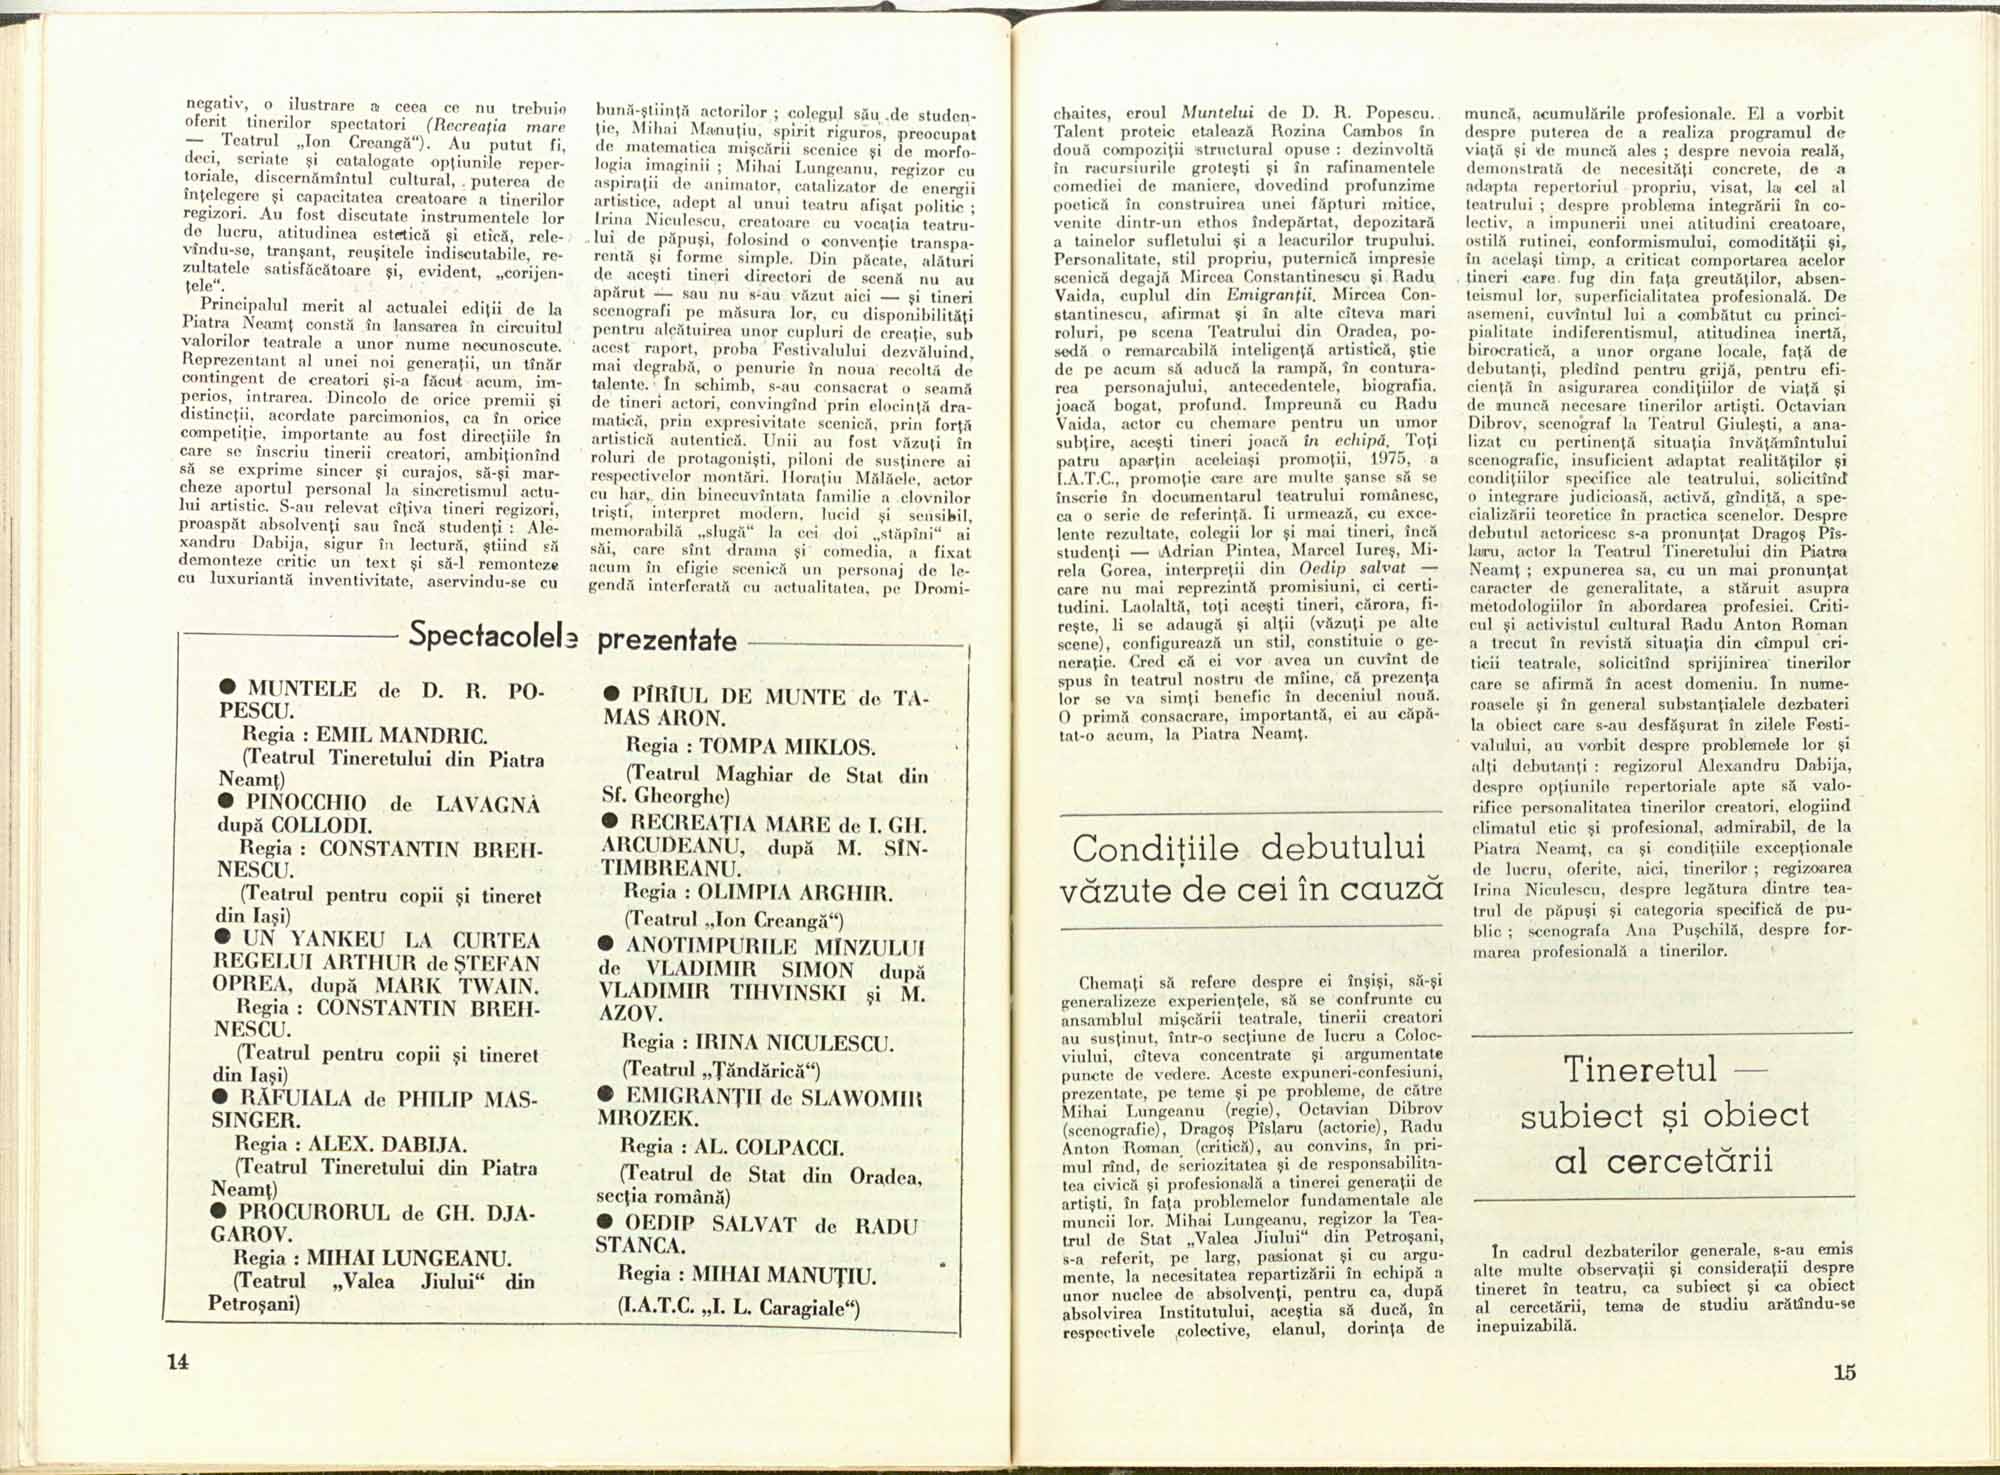 negativ, o ilustrare a ceea ce nu trebuie
oferit tinerilor spectatori (Recreația mare
— Teatrul „Ion Creangă“). Au putut fi,
deci, seriate și catalogate opțiunile reper-
toriale, discernămîntul cultural, puterea de
înțelegere și capacitatea creatoare a tinerilor
regizori. Au fost discutate instrumentele lor
de lucru, atitudinea estetică și etică, rele-
vîndu-se, tranșant, reușitele indiscutabile, re-
zultatele satisfăcătoare și, evident, „corijen-
țele“.
Principalul merit al actualei ediții de la
Piatra Neamț constă în lansarea în circuitul
valorilor teatrale a unor nume necunoscute.
Reprezentant al unei noi generații, un tînăr
contingent de creatori și-a făcut acum, im-
perios, intrarea. Dincolo de orice premii și
distincții, acordate parcimonios, ca în orice
competiție, importante au fost direcțiile în
care se înscriu tinerii creatori, ambiționînd
să se exprime sincer și curajos, să-și mar-
cheze aportul personal la sincretismul actu-
lui artistic. S-au relevat cîțiva tineri regizori,
proaspăt absolvenți sau încă studenți : Ale-
xandru Dabija, sigur în lectură, știind să
demonteze critic un text și să-l remonteze
cu luxuriantă inventivitate, aservindu-se cu
bună-știință actorilor ; colegul său de studen-
ție, Mihai Manuțiu, spirit riguros, preocupat
de matematica mișcării scenice și de morfo-
logia imaginii ; Mihai Lungeanu, regizor cu
aspirații de animator, catalizator de energii
artistice, adept al unui teatru afișat politic ;
Irina Niculescu, creatoare cu vocația teatru-
lui de păpuși, folosind o convenție transpa-
rentă și forme simple. Din păcate, alături
de acești tineri directori de scenă nu au
apărut — sau nu s-au văzut aici — și tineri
scenografi pe măsura lor, cu disponibilități
pentru alcătuirea unor cupluri de creație, sub
acest raport, proba Festivalului dezvăluind,
mai degrabă, o penurie în noua recoltă de
talente. În schimb, s-au consacrat o seamă
de tineri actori, convingînd prin elocință dra-
matică, prin expresivitate scenică, prin forță
artistică autentică. Unii au fost văzuți în
roluri de protagoniști, piloni de susținere ai
respectivelor montări. Horațiu Mălăele, actor
cu har, din binecuvîntata familie a clovnilor
triști, interpret modern, lucid și sensibil,
memorabilă „slugă“ la cei doi „stăpîni“ ai
săi, care sînt drama și comedia, a fixat
acum în efigie scenică un personaj de le-
gendă interferată cu actualitatea, pe Dromi-
Spectacolele prezentate
● MUNTELE de D. R. PO-
PESCU.
Regia : EMIL MANDRIC.
(Teatrul Tineretului din Piatra
Neamț)
● PINOCCHIO de LAVAGNA
după COLLODI.
Regia : CONSTANTIN BREH-
NESCU.
(Teatrul pentru copii și tineret
din Iași)
● UN YANKEU LA CURTEA
REGELUI ARTHUR de ȘTEFAN
OPREA, după MARK TWAIN.
Regia : CONSTANTIN BREH-
NESCU.
(Teatrul pentru copii și tineret
din Iași)
● RĂFUIALA de PHILIP MAS-
SINGER.
Regia : ALEX. DABIJA.
(Teatrul Tineretului din Piatra
Neamț)
● PROCURORUL de GH. DJA-
GAROV.
Regia : MIHAI LUNGEANU.
(Teatrul „Valea Jiului“ din
Petroșani)
● PÎRÎUL DE MUNTE de TA-
MAS ARON.
Regia : TOMPA MIKLOS.
(Teatrul Maghiar de Stat din
Sf. Gheorghe)
● RECREAȚIA MARE de I. GH.
ARCUDEANU, după M. SÎN-
TIMBREANU.
Regia : OLIMPIA ARGHIR.
(Teatrul „Ion Creangă“)
● ANOTIMPURILE MÎNZULUI
de VLADIMIR SIMON după
VLADIMIR TIHVINSKI și M.
AZOV.
Regia : IRINA NICULESCU.
(Teatrul „Țăndărică“)
● EMIGRANȚII de SLAWOMIR
MROZEK.
Regia : AL. COLPACCI.
(Teatrul de Stat din Oradea,
secția română)
● OEDIP SALVAT de RADU
STANCA.
Regia : MIHAI MANUȚIU.
(I.A.T.C. „I. L. Caragiale“)
14
chaites, eroul Muntelui de D. R. Popescu.
Talent proteic etalează Rozina Cambos în
două compoziții structural opuse : dezinvoltă
în racursiurile grotești și în rafinamentele
comediei de maniere, dovedind profunzime
poetică în construirea unei făpturi mitice,
venite dintr-un ethos îndepărtat, depozitară
a tainelor sufletului și a leacurilor trupului.
Personalitate, stil propriu, puternică impresie
scenică degajă Mircea Constantinescu și Radu
Vaida, cuplul din Emigranții. Mircea Con-
stantinescu, afirmat și în alte cîteva mari
roluri, pe scena Teatrului din Oradea, po-
sedă o remarcabilă inteligență artistică, știe
de pe acum să aducă la rampă, în contura-
rea personajului, antecedentele, biografia,
joacă bogat, profund. Împreună cu Radu
Vaida, actor cu chemare pentru un umor
subțire, acești tineri joacă în echipă. Toți
patru aparțin aceleiași promoții, 1975, a
I.A.T.C., promoție care are multe șanse să se
înscrie în documentarul teatrului românesc,
ca o serie de referință. Îi urmează, cu exce-
lente rezultate, colegii lor și mai tineri, încă
studenți — Adrian Pintea, Marcel Iureș, Mi-
rela Gorea, interpreții din Oedip salvat —
care nu mai reprezintă promisiuni, ci certi-
tudini. Laolaltă, toți acești tineri, cărora, fi-
rește, li se adaugă și alții (văzuți pe alte
scene), configurează un stil, constituie o ge-
nerație. Cred că ei vor avea un cuvînt de
spus în teatrul nostru de mîine, că prezența
lor se va simți benefic în deceniul nouă.
O primă consacrare, importantă, ei au căpă-
tat-o acum, la Piatra Neamț.
Condițiile debutului
văzute de cei în cauză
Chemați să refere despre ei înșiși, să-și
generalizeze experiențele, să se confrunte cu
ansamblul mișcării teatrale, tinerii creatori
au susținut, într-o secțiune de lucru a Coloc-
viului, cîteva concentrate și argumentate
puncte de vedere. Aceste expuneri-confesiuni,
prezentate, pe teme și pe probleme, de către
Mihai Lungeanu (regie), Octavian Dibrov
(scenografie), Dragoș Pîslaru (actorie), Radu
Anton Roman (critică), au convins, în pri-
mul rînd, de seriozitatea și de responsabilita-
tea civică și profesională a tinerei generații de
artiști, în fața problemelor fundamentale ale
muncii lor. Mihai Lungeanu, regizor la Tea-
trul de Stat „Valea Jiului“ din Petroșani,
s-a referit, pe larg, pasionat și cu argu-
mente, la necesitatea repartizării în echipă a
unor nuclee de absolvenți, pentru ca, după
absolvirea Institutului, aceștia să ducă, în
respectivele colective, elanul, dorința de
muncă, acumulările profesionale. El a vorbit
despre puterea de a realiza programul de
viață și de muncă ales ; despre nevoia reală,
demonstrată de necesități concrete, de a
adapta repertoriul propriu, visat, la cel al
teatrului ; despre problema integrării în co-
lectiv, a impunerii unei atitudini creatoare,
ostilă rutinei, conformismului, comodității și,
în același timp, a criticat comportarea acelor
tineri care fug din fața greutăților, absen-
teismul lor, superficialitatea profesională. De
asemeni, cuvîntul lui a combătut cu princi-
pialitate indiferentismul, atitudinea inertă,
birocratică, a unor organe locale, față de
debutanți, pledînd pentru grijă, pentru efi-
ciență în asigurarea condițiilor de viață și
de muncă necesare tinerilor artiști. Octavian
Dibrov, scenograf la Teatrul Giulești, a ana-
lizat cu pertinență situația învățămîntului
scenografic, insuficient adaptat realităților și
condițiilor specifice ale teatrului, solicitînd
o integrare judicioasă, activă, gîndită, a spe-
cializării teoretice în practica scenelor. Despre
debutul actoricesc s-a pronunțat Dragoș Pîs-
laru, actor la Teatrul Tineretului din Piatra
Neamț ; expunerea sa, cu un mai pronunțat
caracter de generalitate, a stăruit asupra
metodologiilor în abordarea profesiei. Criti-
cul și activistul cultural Radu Anton Roman
a trecut în revistă situația din cîmpul cri-
ticii teatrale, solicitînd sprijinirea tinerilor
care se afirmă în acest domeniu. În nume-
roasele și în general substanțialele dezbateri
la obiect care s-au desfășurat în zilele Festi-
valului, au vorbit despre problemele lor și
alți debutanți : regizorul Alexandru Dabija,
despre opțiunile repertoriale apte să valo-
rifice personalitatea tinerilor creatori, elogiind
climatul etic și profesional, admirabil, de la
Piatra Neamț, ca și condițiile excepționale
de lucru, oferite, aici, tinerilor ; regizoarea
Irina Niculescu, despre legătura dintre tea-
trul de păpuși și categoria specifică de pu-
blic ; scenografa Ana Pușchilă, despre for-
marea profesională a tinerilor.
Tineretul —
subiect și obiect
al cercetării
În cadrul dezbaterilor generale, s-au emis
alte multe observații și considerații despre
tineret în teatru, ca subiect și ca obiect
al cercetării, tema de studiu arătîndu-se
inepuizabilă.
15